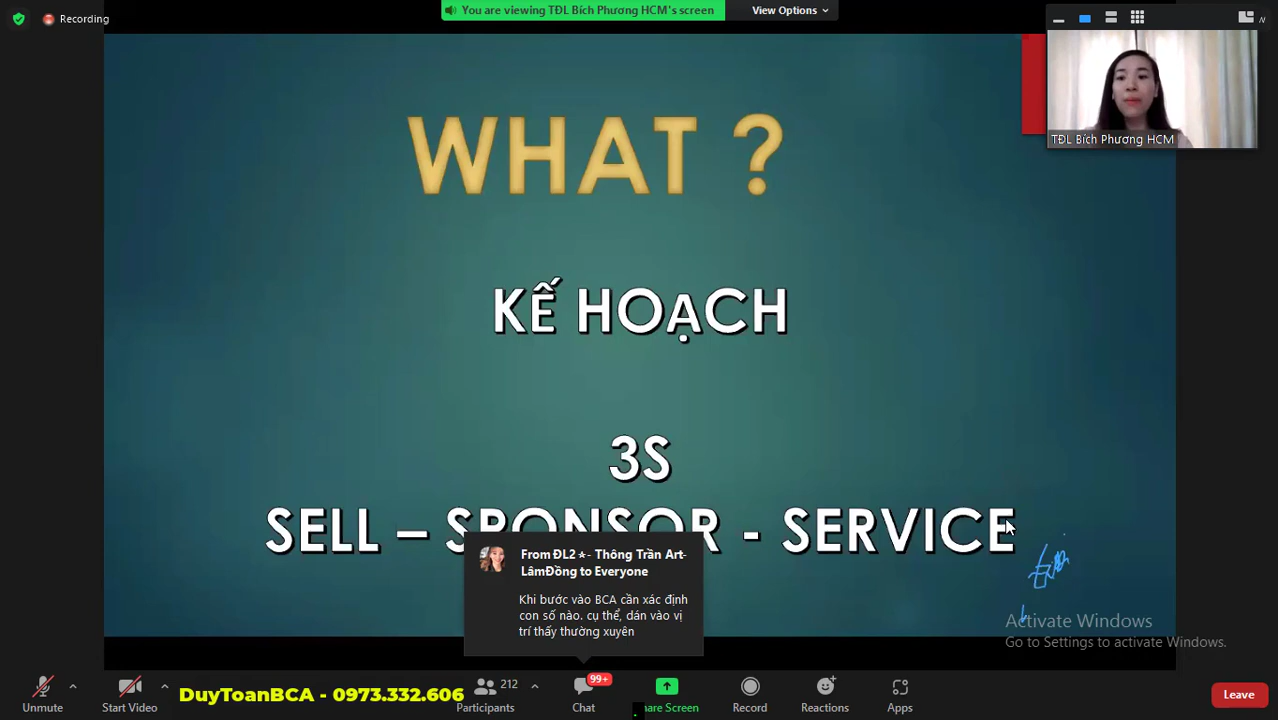 Recording
You are viewing TĐL Bích Phương HCM's screen
View Options
TĐL Bích Phương HCM
WHAT ?
KẾ HOẠCH
3S
SELL – SPONSOR - SERVICE
From ĐL2⭑- Thông Trần Art-
LâmĐồng to Everyone
Khi bước vào BCA cần xác định
con số nào. cụ thể, dán vào vị
trí thấy thường xuyên
Activate Windows
Go to Settings to activate Windows.
Unmute
Start Video
DuyToanBCA - 0973.332.606
212
Participants
99+
Chat
hare Screen
Record
Reactions
Apps
Leave